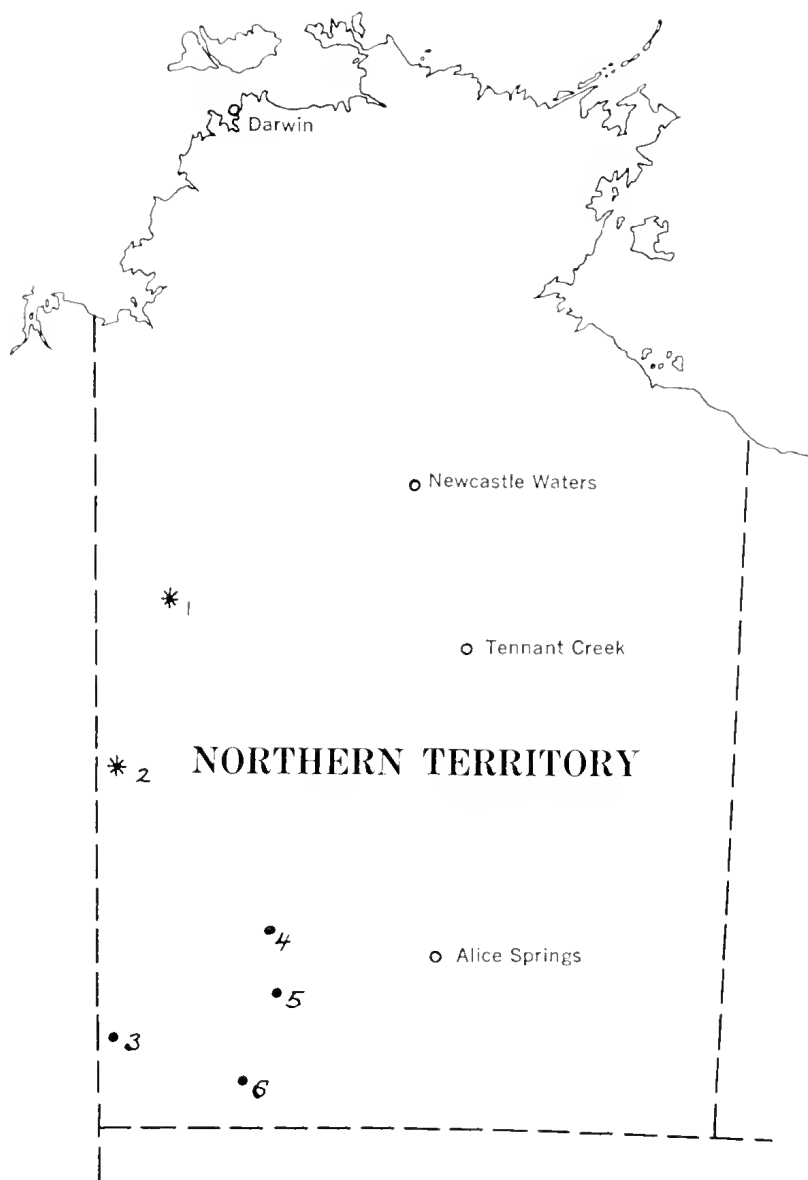 Darwin
Newcastle Waters
1
Tennant Creek
2
NORTHERN TERRITORY
4
Alice Springs
5
3
6